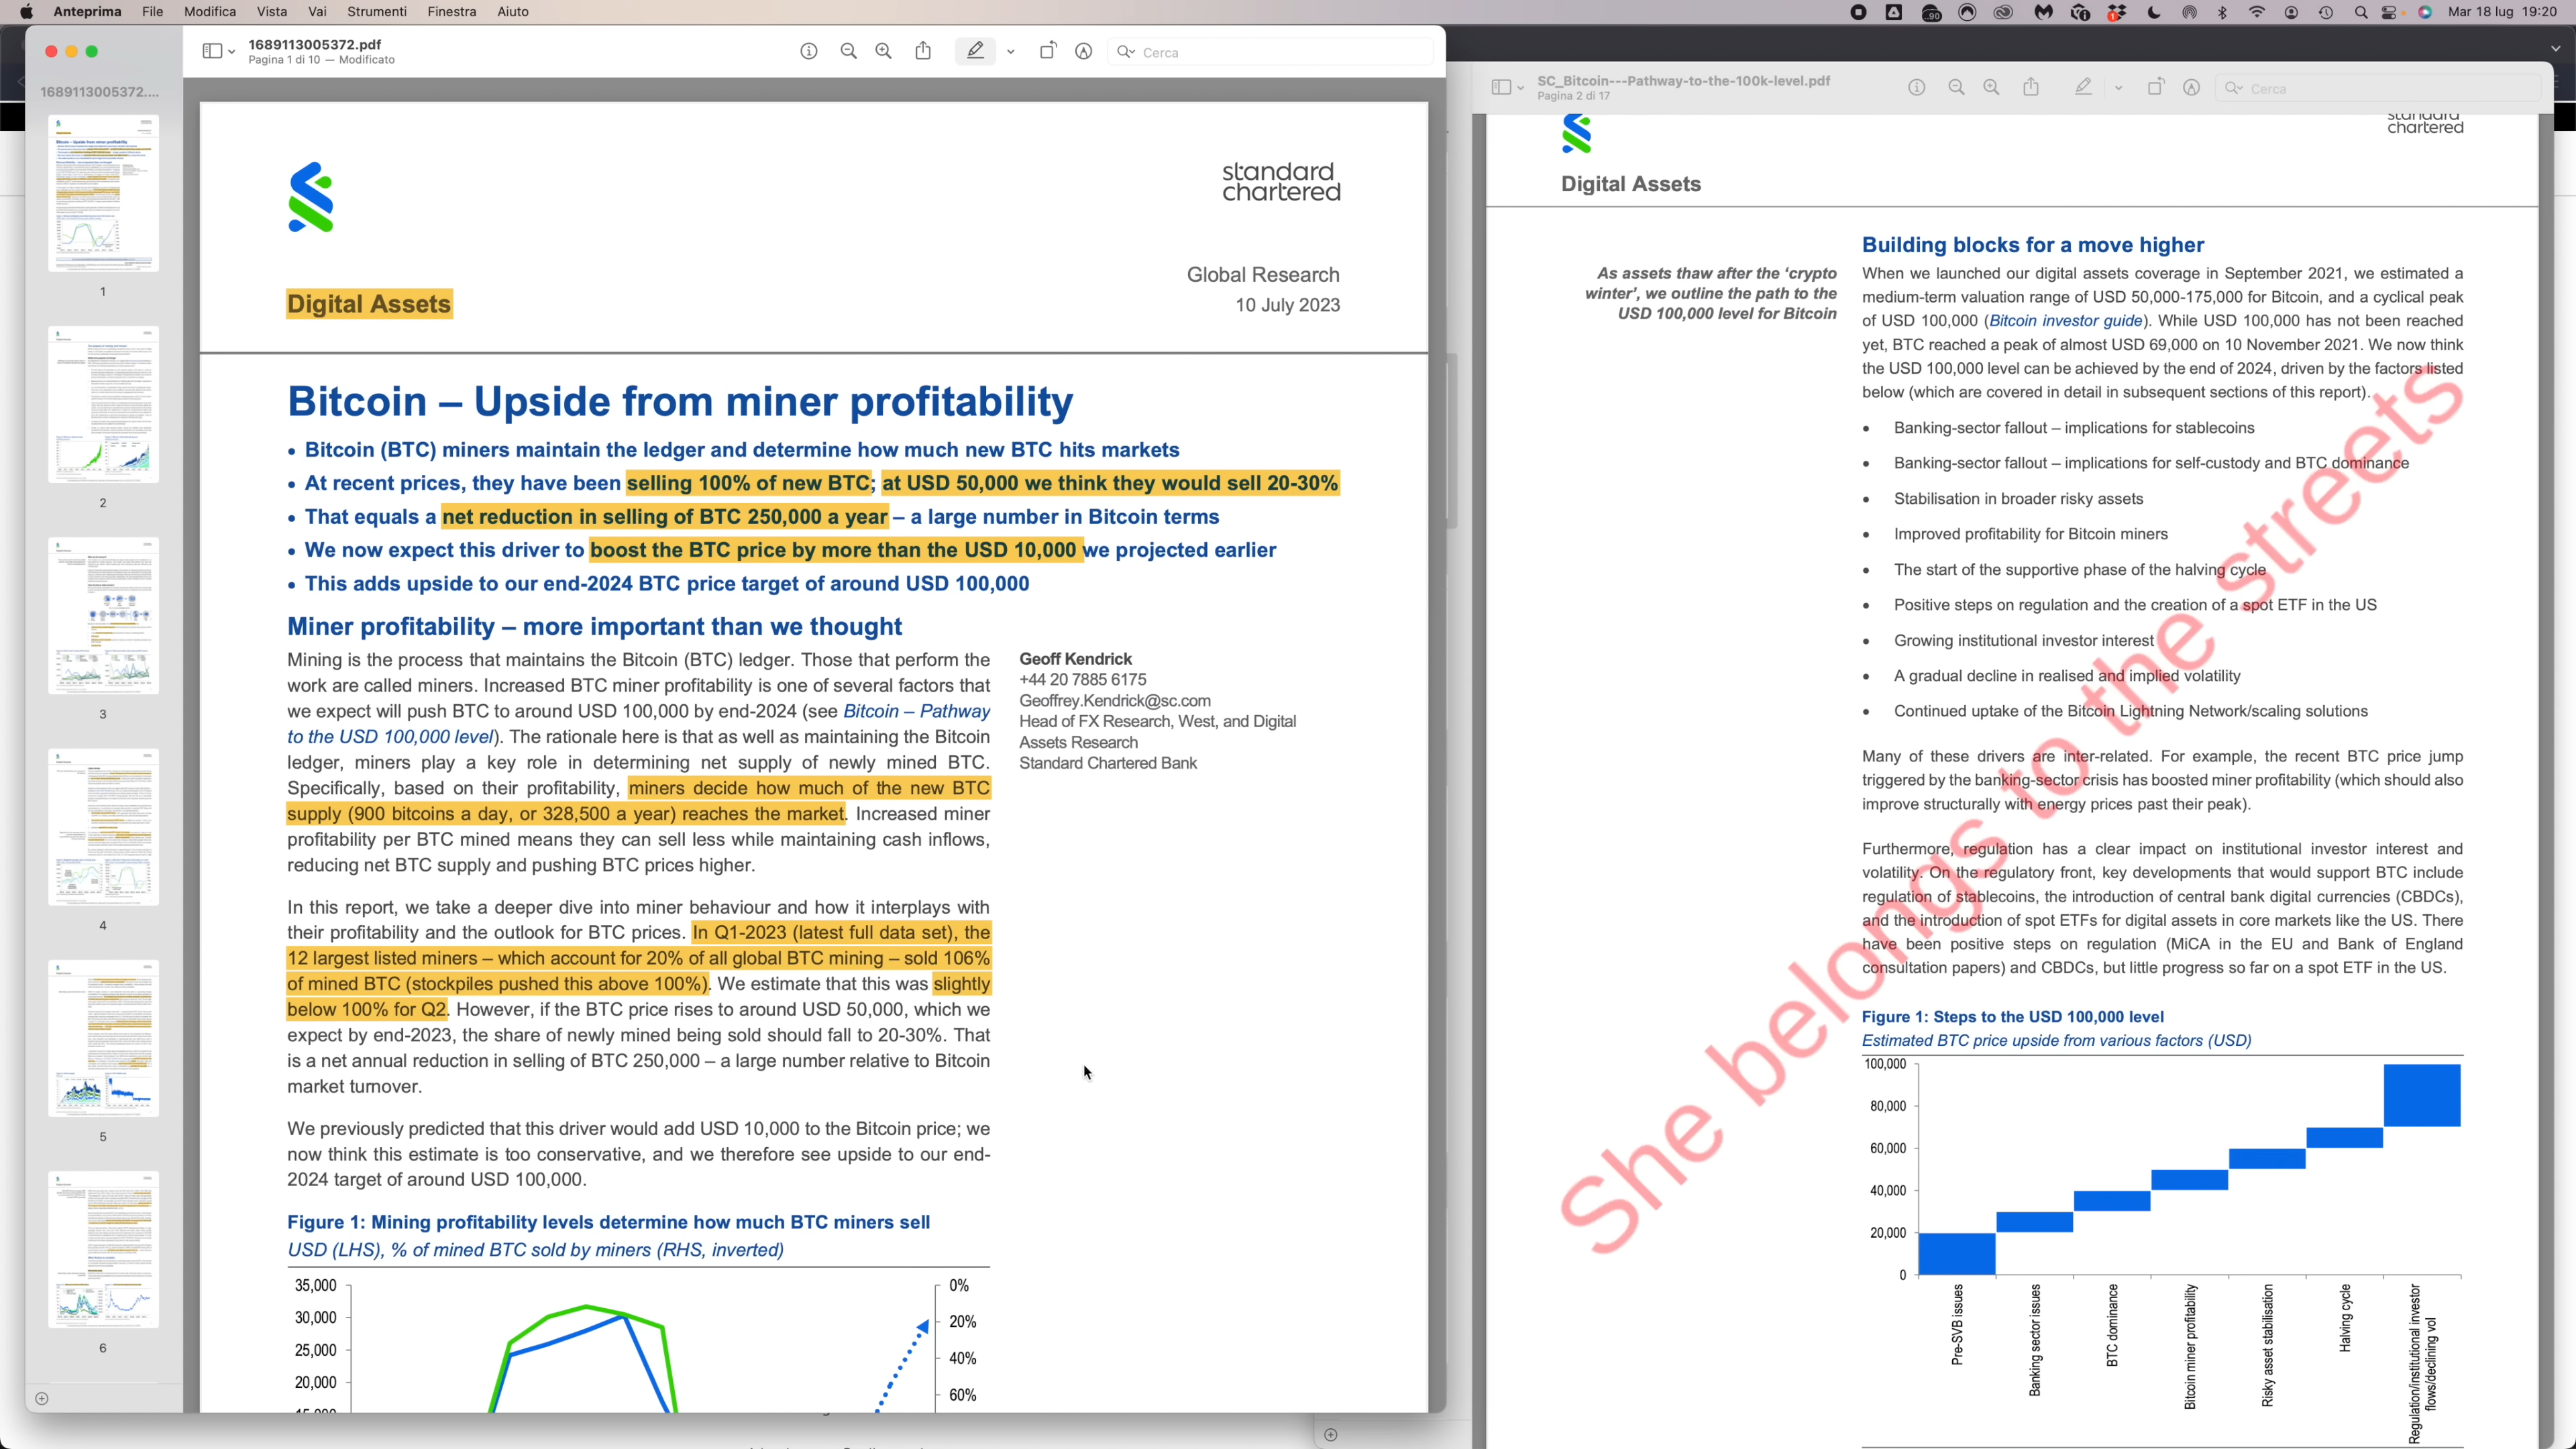 Anteprima File Modifica Vista Vai Strumenti Finestra Aiuto
Mar 18 lug 19:20
1689113005372.pdf
Pagina 1 di 10 — Modificato
Cerca
1689113005372....
1
2
3
4
5
6
standard
chartered
Global Research
Digital Assets
10 July 2023
Bitcoin – Upside from miner profitability
• Bitcoin (BTC) miners maintain the ledger and determine how much new BTC hits markets
• At recent prices, they have been selling 100% of new BTC; at USD 50,000 we think they would sell 20-30%
• That equals a net reduction in selling of BTC 250,000 a year – a large number in Bitcoin terms
• We now expect this driver to boost the BTC price by more than the USD 10,000 we projected earlier
• This adds upside to our end-2024 BTC price target of around USD 100,000
Miner profitability – more important than we thought
Mining is the process that maintains the Bitcoin (BTC) ledger. Those that perform the
work are called miners. Increased BTC miner profitability is one of several factors that
we expect will push BTC to around USD 100,000 by end-2024 (see Bitcoin – Pathway
to the USD 100,000 level). The rationale here is that as well as maintaining the Bitcoin
ledger, miners play a key role in determining net supply of newly mined BTC.
Specifically, based on their profitability, miners decide how much of the new BTC
supply (900 bitcoins a day, or 328,500 a year) reaches the market. Increased miner
profitability per BTC mined means they can sell less while maintaining cash inflows,
reducing net BTC supply and pushing BTC prices higher.
In this report, we take a deeper dive into miner behaviour and how it interplays with
their profitability and the outlook for BTC prices. In Q1-2023 (latest full data set), the
12 largest listed miners – which account for 20% of all global BTC mining – sold 106%
of mined BTC (stockpiles pushed this above 100%). We estimate that this was slightly
below 100% for Q2. However, if the BTC price rises to around USD 50,000, which we
expect by end-2023, the share of newly mined being sold should fall to 20-30%. That
is a net annual reduction in selling of BTC 250,000 – a large number relative to Bitcoin
market turnover.
We previously predicted that this driver would add USD 10,000 to the Bitcoin price; we
now think this estimate is too conservative, and we therefore see upside to our end-
2024 target of around USD 100,000.
Geoff Kendrick
+44 20 7885 6175
Geoffrey.Kendrick@sc.com
Head of FX Research, West, and Digital
Assets Research
Standard Chartered Bank
Figure 1: Mining profitability levels determine how much BTC miners sell
USD (LHS), % of mined BTC sold by miners (RHS, inverted)
35,000
30,000
25,000
20,000
15,000
0%
20%
40%
60%
SC_Bitcoin---Pathway-to-the-100k-level.pdf
Pagina 2 di 17
Cerca
standard
chartered
Digital Assets
As assets thaw after the ‘crypto
winter’, we outline the path to the
USD 100,000 level for Bitcoin
Building blocks for a move higher
When we launched our digital assets coverage in September 2021, we estimated a
medium-term valuation range of USD 50,000-175,000 for Bitcoin, and a cyclical peak
of USD 100,000 (Bitcoin investor guide). While USD 100,000 has not been reached
yet, BTC reached a peak of almost USD 69,000 on 10 November 2021. We now think
the USD 100,000 level can be achieved by the end of 2024, driven by the factors listed
below (which are covered in detail in subsequent sections of this report).
• Banking-sector fallout – implications for stablecoins
• Banking-sector fallout – implications for self-custody and BTC dominance
• Stabilisation in broader risky assets
• Improved profitability for Bitcoin miners
• The start of the supportive phase of the halving cycle
• Positive steps on regulation and the creation of a spot ETF in the US
• Growing institutional investor interest
• A gradual decline in realised and implied volatility
• Continued uptake of the Bitcoin Lightning Network/scaling solutions
Many of these drivers are inter-related. For example, the recent BTC price jump
triggered by the banking-sector crisis has boosted miner profitability (which should also
improve structurally with energy prices past their peak).
Furthermore, regulation has a clear impact on institutional investor interest and
volatility. On the regulatory front, key developments that would support BTC include
regulation of stablecoins, the introduction of central bank digital currencies (CBDCs),
and the introduction of spot ETFs for digital assets in core markets like the US. There
have been positive steps on regulation (MiCA in the EU and Bank of England
consultation papers) and CBDCs, but little progress so far on a spot ETF in the US.
Figure 1: Steps to the USD 100,000 level
Estimated BTC price upside from various factors (USD)
100,000
80,000
60,000
40,000
20,000
0
Pre-SVB issues
Banking sector issues
BTC dominance
Bitcoin miner profitability
Risky asset stabilisation
Halving cycle
Regulation/institutional investor
flows/declining vol
She belongs to the streets